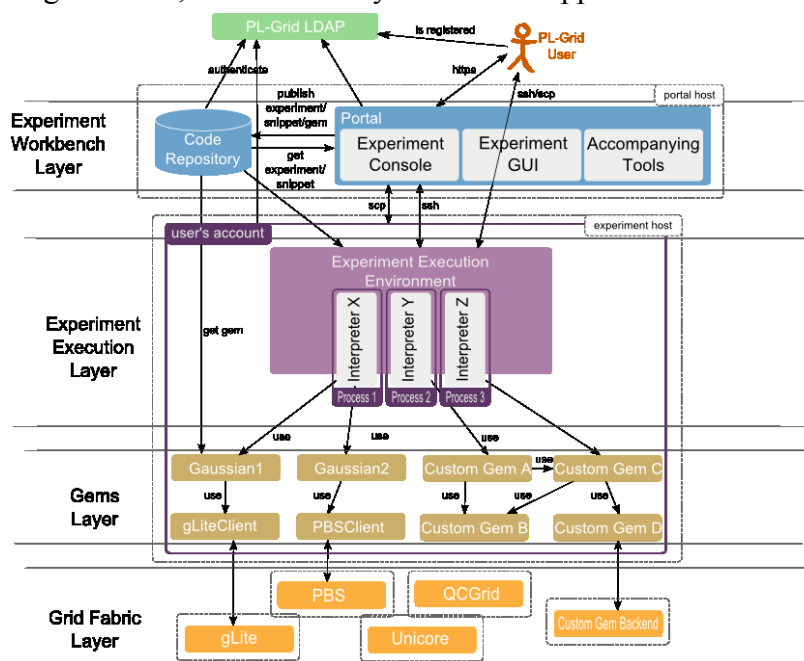 PL-Grid LDAP
is registered
PL-Grid
User
authenticate
https
publish
experiment/
snippet/gem
ssh/scp
portal host
Experiment
Workbench
Layer
Code
Repository
Portal
Experiment
Console
Experiment
GUI
Accompanying
Tools
get
experiment/
snippet
scp
ssh
experiment host
user's account
Experiment Execution
Environment
Experiment
Execution
Layer
get gem
Interpreter X
Interpreter Y
Interpreter Z
Process 1
Process 2
Process 3
use
use
use
Gaussian1
Gaussian2
Custom Gem A
use
Custom Gem C
Gems
Layer
use
use
use
use
use
gLiteClient
PBSClient
Custom Gem B
Custom Gem D
Grid Fabric
Layer
PBS
QCGrid
gLite
Unicore
Custom Gem Backend